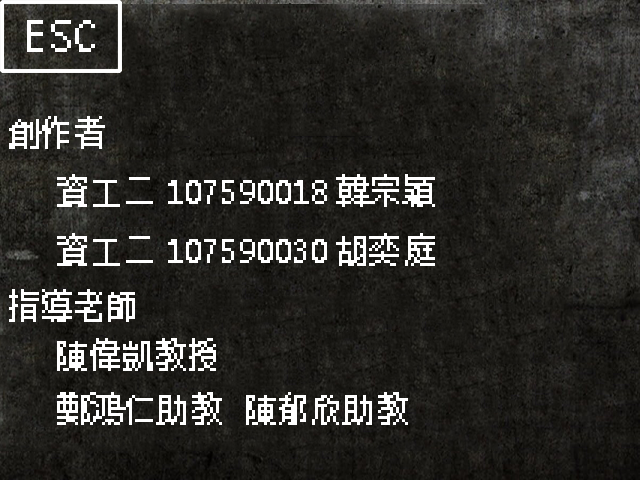 ESC
創作者
資工二 107590018 韓宗穎
資工二 107590030 胡奕庭
指導老師
陳偉凱教授
鄭鴻仁助教 陳郁欣助教